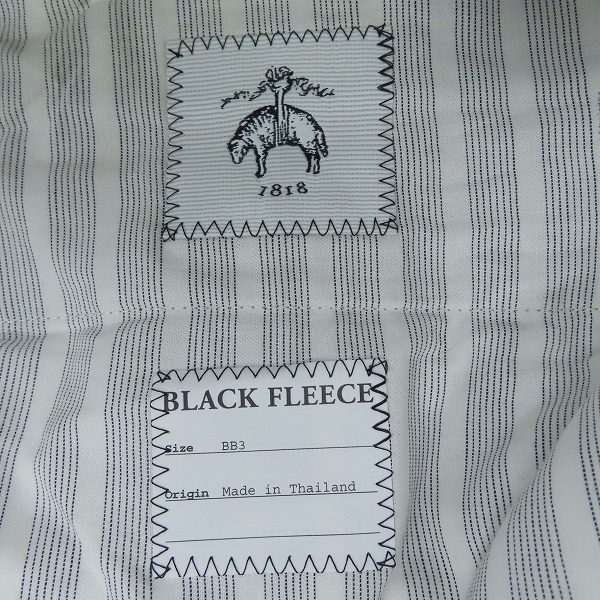 1818
BLACK FLEECE
Size BB3
Origin Made in Thailand